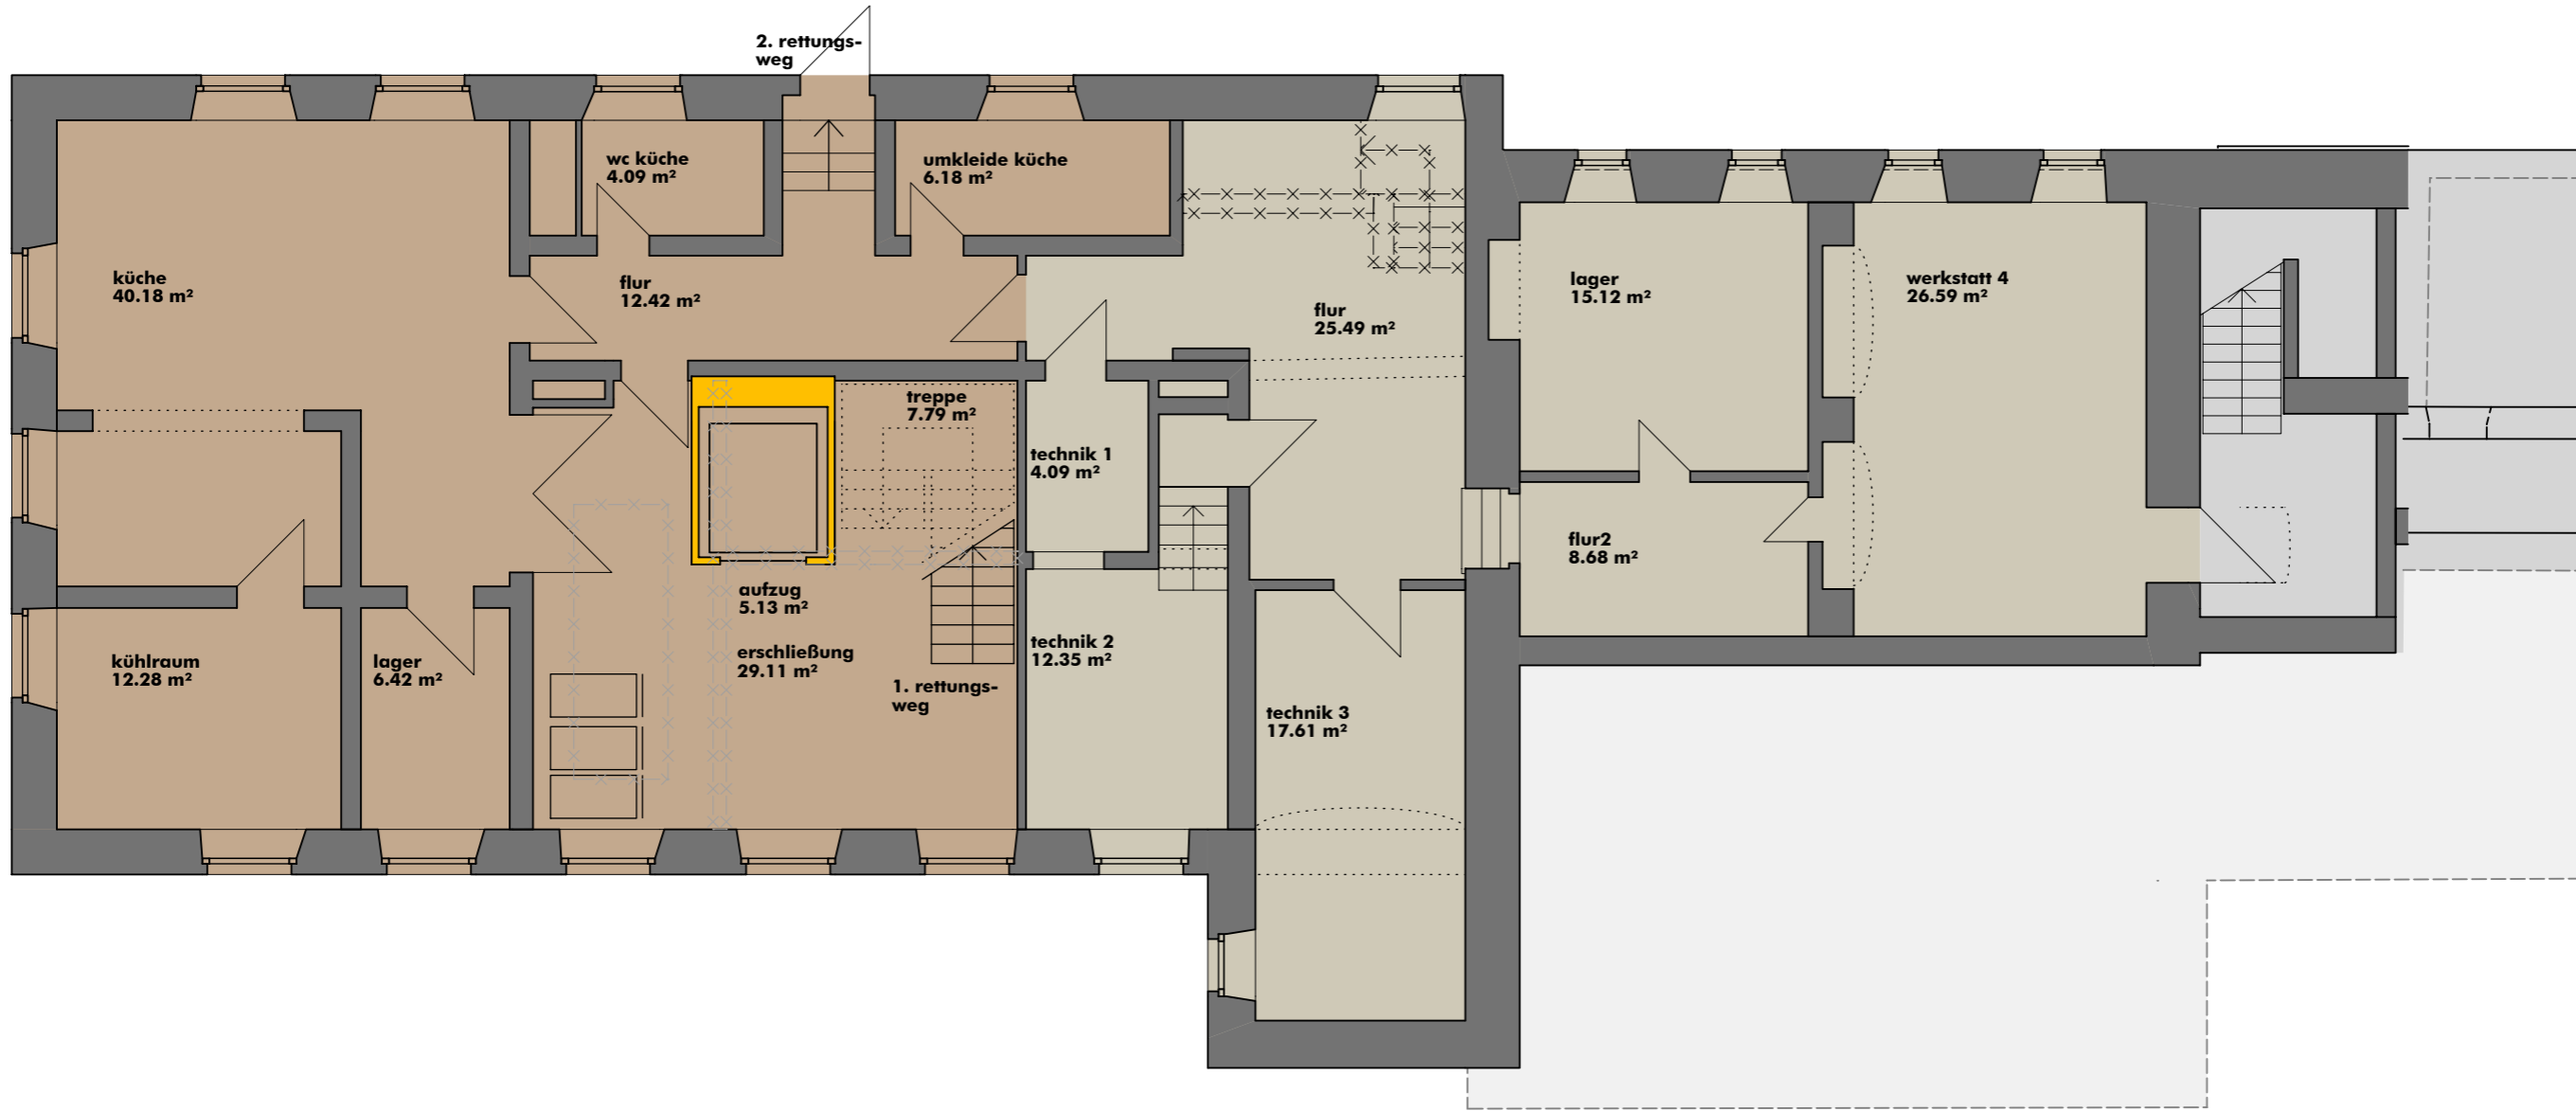 2. rettungs-
weg
wc küche
4.09 m²
umkleide küche
6.18 m²
küche
40.18 m²
flur
12.42 m²
flur
25.49 m²
lager
15.12 m²
werkstatt 4
26.59 m²
treppe
7.79 m²
technik 1
4.09 m²
flur2
8.68 m²
aufzug
5.13 m²
erschließung
29.11 m²
technik 2
12.35 m²
kühlraum
12.28 m²
lager
6.42 m²
1. rettungs-
weg
technik 3
17.61 m²